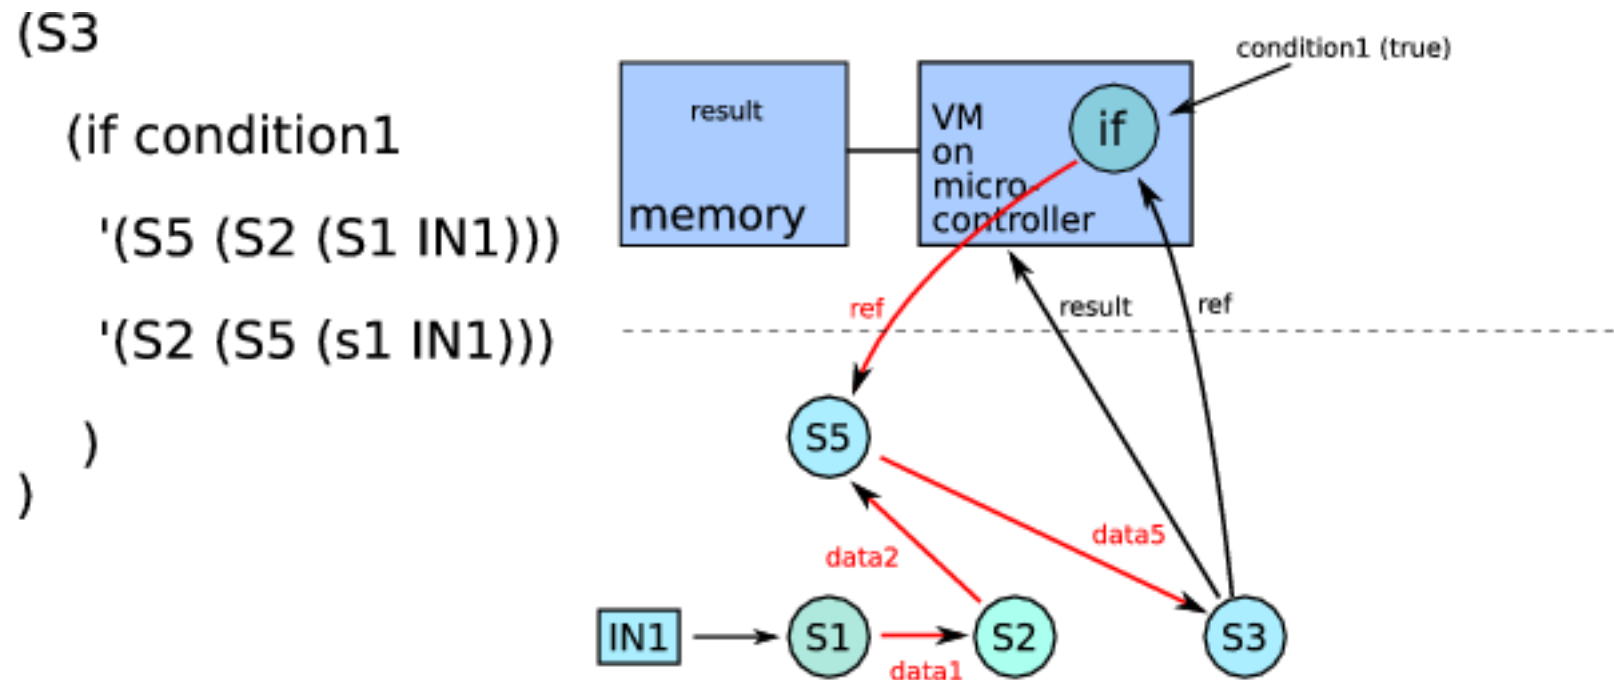 (S3
(if condition1
'(S5 (S2 (S1 IN1)))
'(S2 (S5 (s1 IN1)))
)
)
condition1 (true)
result
memory
VM
on
micro-
controller
if
ref
result
ref
S5
data5
data2
IN1
S1
data1
S2
S3